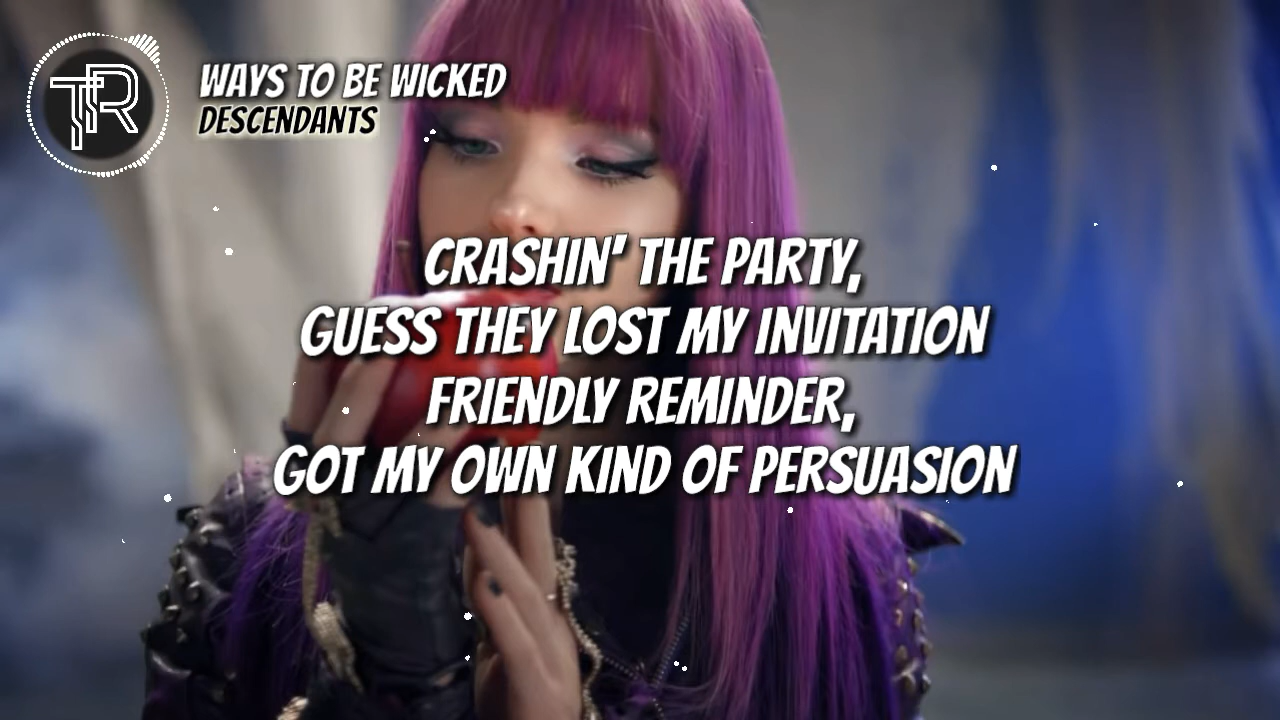 TR
WAYS TO BE WICKED
DESCENDANTS
CRASHIN' THE PARTY,
GUESS THEY LOST MY INVITATION
FRIENDLY REMINDER,
GOT MY OWN KIND OF PERSUASION